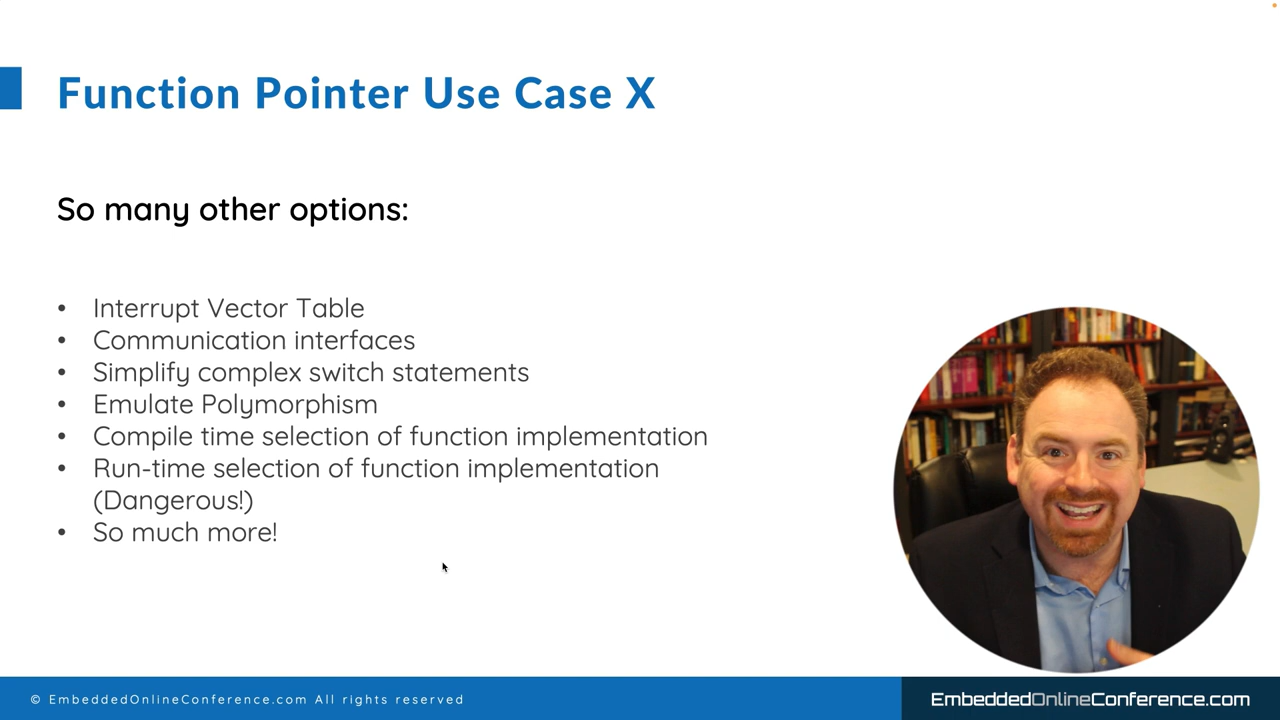 Function Pointer Use Case X
So many other options:
• Interrupt Vector Table
• Communication interfaces
• Simplify complex switch statements
• Emulate Polymorphism
• Compile time selection of function implementation
• Run-time selection of function implementation
(Dangerous!)
• So much more!
© EmbeddedOnlineConference.com All rights reserved
EmbeddedOnlineConference.com